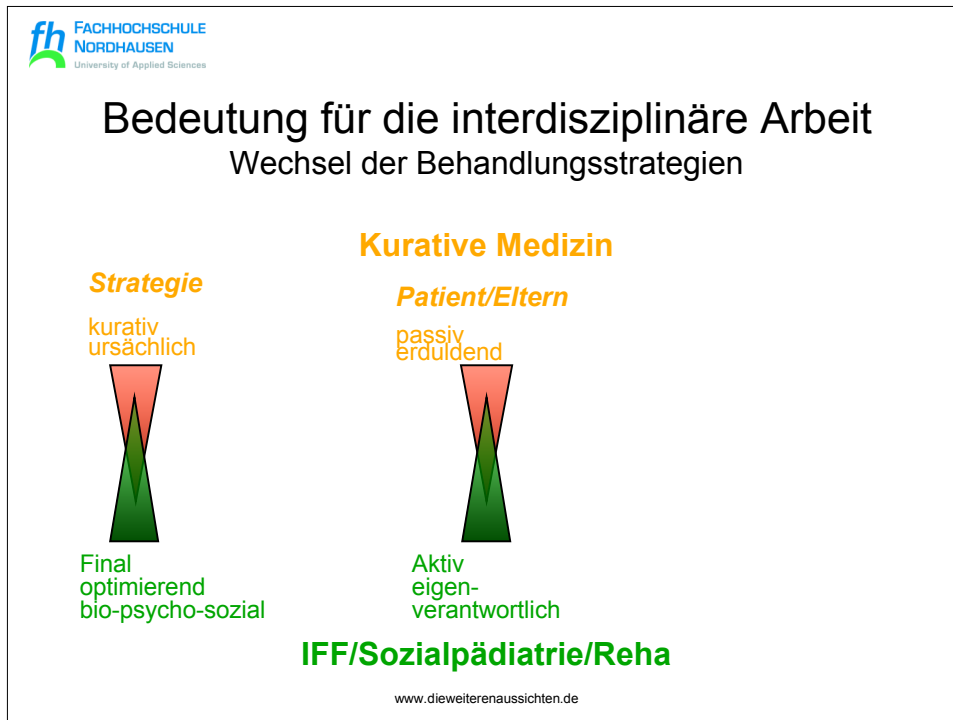 fh FACHHOCHSCHULE
NORDHAUSEN
University of Applied Sciences
Bedeutung für die interdisziplinäre Arbeit
Wechsel der Behandlungsstrategien
Kurative Medizin
Strategie
kurativ
ursächlich
Patient/Eltern
passiv
erduldend
Final
optimierend
bio-psycho-sozial
Aktiv
eigen-
verantwortlich
IFF/Sozialpädiatrie/Reha
www.dieweiterenaussichten.de